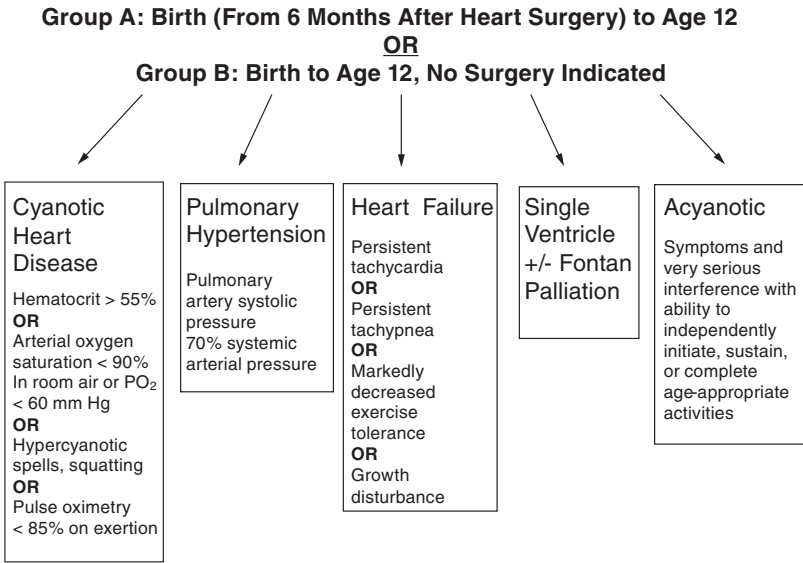 Group A: Birth (From 6 Months After Heart Surgery) to Age 12
OR
Group B: Birth to Age 12, No Surgery Indicated
Cyanotic
Heart
Disease
Hematocrit > 55%
OR
Arterial oxygen
saturation < 90%
In room air or PO₂
< 60 mm Hg
OR
Hypercyanotic
spells, squatting
OR
Pulse oximetry
< 85% on exertion
Pulmonary
Hypertension
Pulmonary
artery systolic
pressure
70% systemic
arterial pressure
Heart Failure
Persistent
tachycardia
OR
Persistent
tachypnea
OR
Markedly
decreased
exercise
tolerance
OR
Growth
disturbance
Single
Ventricle
+/- Fontan
Palliation
Acyanotic
Symptoms and
very serious
interference with
ability to
independently
initiate, sustain,
or complete
age-appropriate
activities